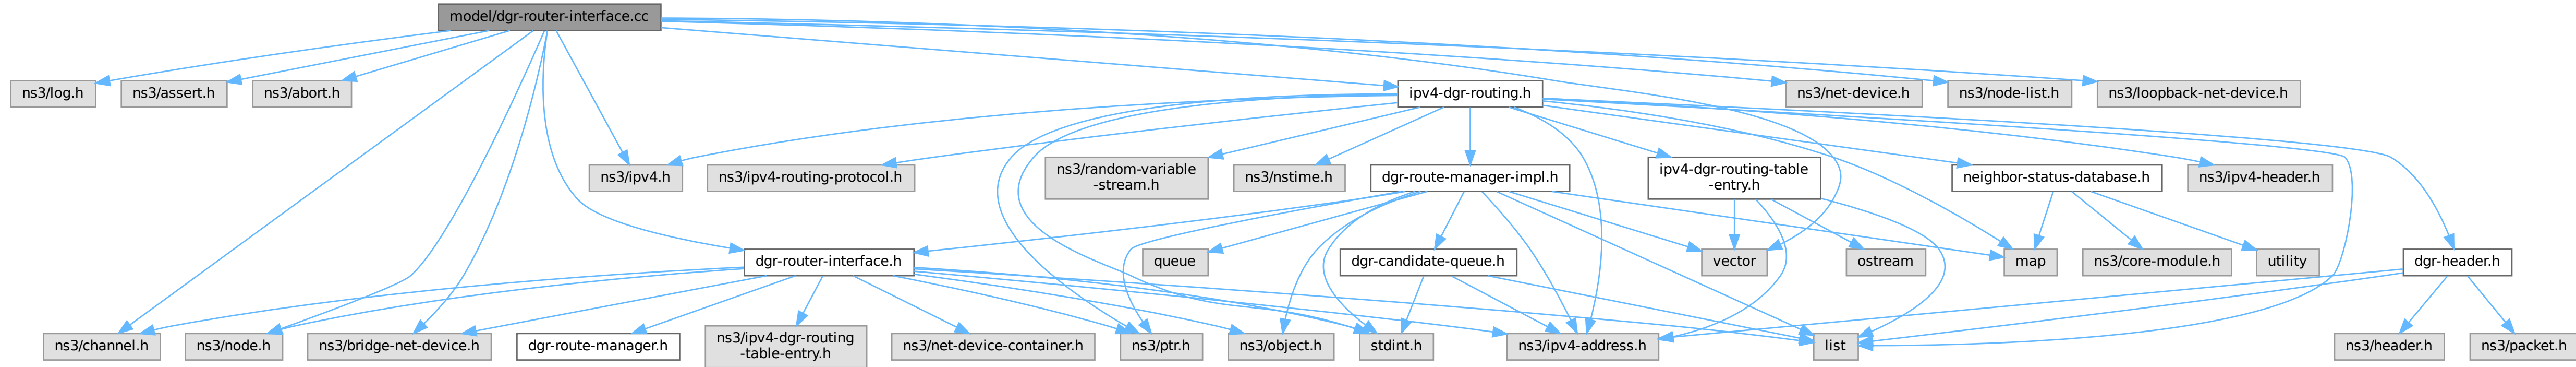 model/dgr-router-interface.cc
ns3/log.h
ns3/assert.h
ns3/abort.h
ipv4-dgr-routing.h
ns3/net-device.h
ns3/node-list.h
ns3/loopback-net-device.h
ns3/ipv4.h
ns3/ipv4-routing-protocol.h
ns3/random-variable
-stream.h
ns3/nstime.h
dgr-route-manager-impl.h
ipv4-dgr-routing-table
-entry.h
neighbor-status-database.h
ns3/ipv4-header.h
dgr-router-interface.h
queue
dgr-candidate-queue.h
vector
ostream
map
ns3/core-module.h
utility
dgr-header.h
ns3/channel.h
ns3/node.h
ns3/bridge-net-device.h
dgr-route-manager.h
ns3/ipv4-dgr-routing
-table-entry.h
ns3/net-device-container.h
ns3/ptr.h
ns3/object.h
stdint.h
ns3/ipv4-address.h
list
ns3/header.h
ns3/packet.h